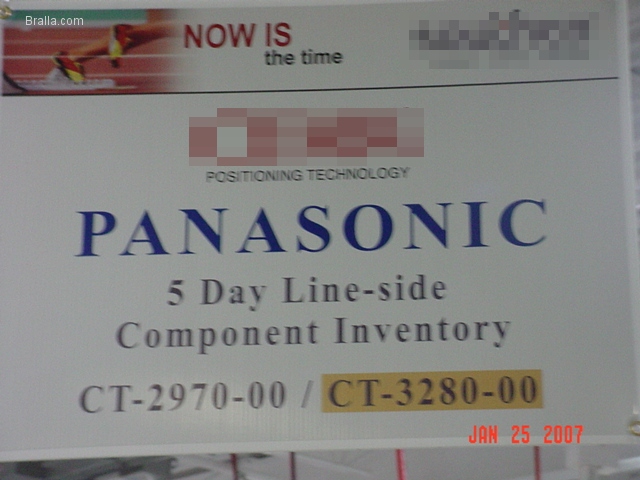 Bralla.com
NOW IS
the time
POSITIONING TECHNOLOGY
PANASONIC
5 Day Line-side
Component Inventory
CT-2970-00 / CT-3280-00
JAN 25 2007